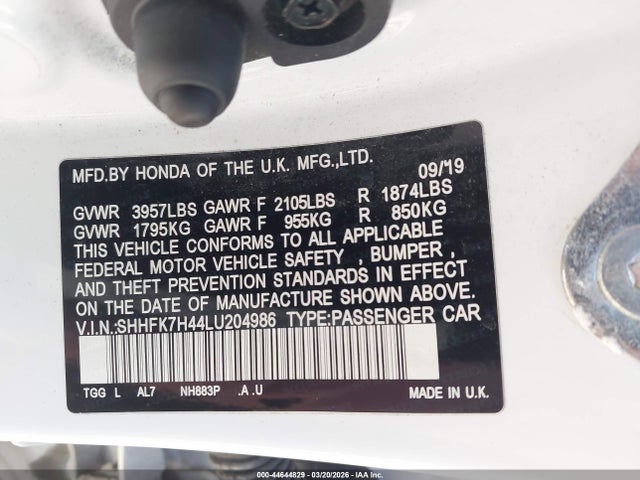 MFD.BY HONDA OF THE U.K. MFG.,LTD.
09/'19
GVWR 3957LBS GAWR F 2105LBS R 1874LBS
GVWR 1795KG GAWR F 955KG R 850KG
THIS VEHICLE CONFORMS TO ALL APPLICABLE
FEDERAL MOTOR VEHICLE SAFETY , BUMPER ,
AND THEFT PREVENTION STANDARDS IN EFFECT
ON THE DATE OF MANUFACTURE SHOWN ABOVE.
V.I.N.:SHHFK7H44LU204986 TYPE:PASSENGER CAR
TGG L AL7 NH883P .A .U MADE IN U.K.
000-44644829 - 03/20/2026 - IAA Inc.